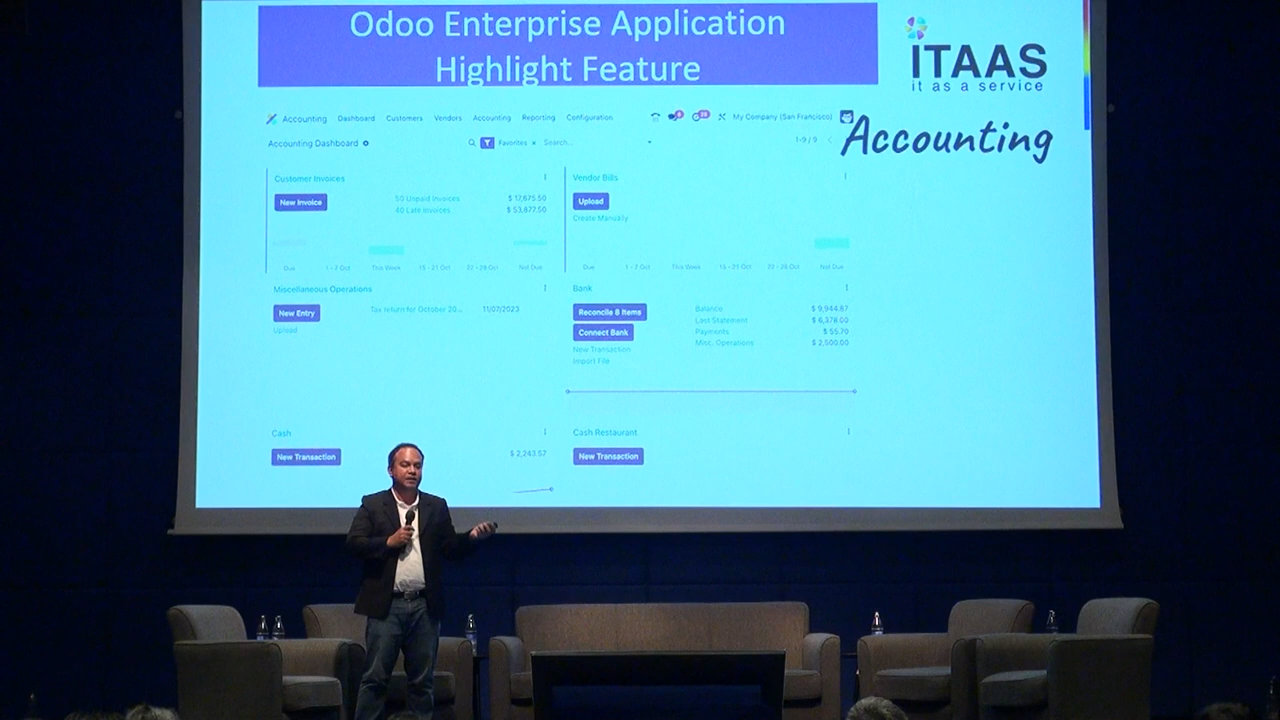 Odoo Enterprise Application
Highlight Feature
ITAAS
it as a service
Accounting
Accounting Dashboard Customers Vendors Accounting Reporting Configuration
My Company (San Francisco)
Accounting Dashboard
Favorites × Search...
1-9 / 9
Customer Invoices
New Invoice
50 Unpaid Invoices $ 17,675.50
40 Late Invoices $ 53,877.50
Due 1 - 7 Oct This Week 15 - 21 Oct 22 - 28 Oct Not Due
Vendor Bills
Upload
Create Manually
Due 1 - 7 Oct This Week 15 - 21 Oct 22 - 28 Oct Not Due
Miscellaneous Operations
New Entry
Tax return for October 20... 11/07/2023
Upload
Bank
Reconcile 8 Items
Connect Bank
New Transaction
Import File
Balance $ 9,944.87
Last Statement $ 6,378.00
Payments $ 55.70
Misc. Operations $ 2,500.00
Cash
New Transaction
$ 2,243.57
Cash Restaurant
New Transaction